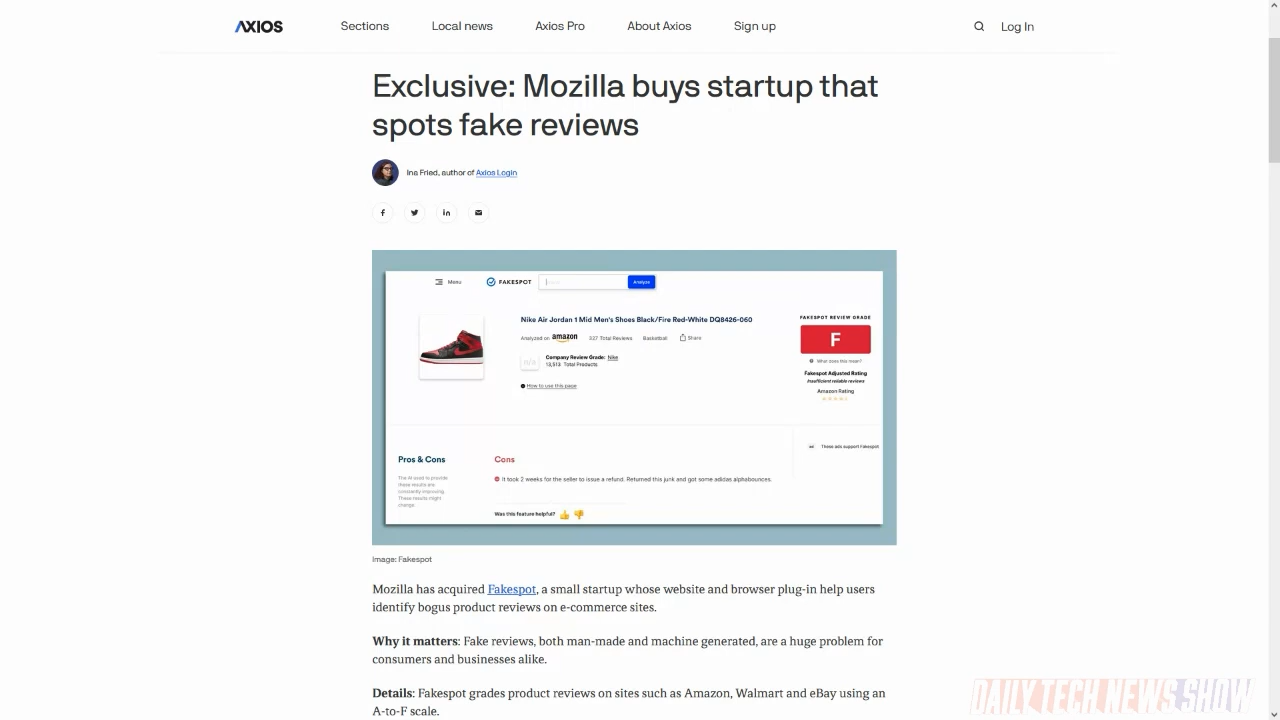 AXIOS
Sections
Local news
Axios Pro
About Axios
Sign up
Log In
Exclusive: Mozilla buys startup that
spots fake reviews
Ina Fried, author of Axios Login
Menu
FAKESPOT
Analyze
Nike Air Jordan 1 Mid Men's Shoes Black/Fire Red-White DQ8426-060
Analyzed on amazon
527 Total Reviews
Basketball
Share
n/a
Company Review Grade: Nike
13,513 Total Products
How to use this page
FAKESPOT REVIEW GRADE
F
What does this mean?
Fakespot Adjusted Rating
Insufficient reliable reviews
Amazon Rating
Pros & Cons
The AI used to provide
these results are
constantly improving.
These results might
change.
Cons
It took 2 weeks for the seller to issue a refund. Returned this junk and got some adidas alphabounces.
Was this feature helpful?
ad
These ads support Fakespot
Image: Fakespot
Mozilla has acquired Fakespot, a small startup whose website and browser plug-in help users
identify bogus product reviews on e-commerce sites.
Why it matters: Fake reviews, both man-made and machine generated, are a huge problem for
consumers and businesses alike.
Details: Fakespot grades product reviews on sites such as Amazon, Walmart and eBay using an
A-to-F scale.
DAILY TECH NEWS SHOW